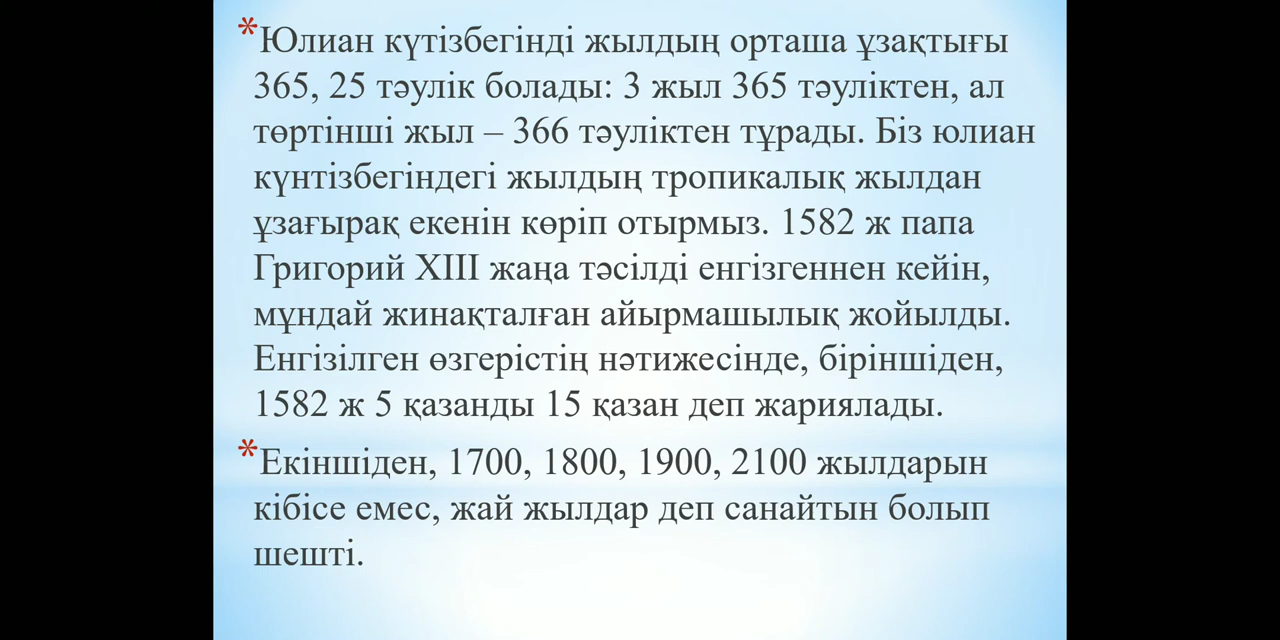 *Юлиан күтізбегінді жылдың орташа ұзақтығы
365, 25 тәулік болады: 3 жыл 365 тәуліктен, ал
төртінші жыл – 366 тәуліктен тұрады. Біз юлиан
күнтізбегіндегі жылдың тропикалық жылдан
ұзағырақ екенін көріп отырмыз. 1582 ж папа
Григорий XIII жаңа тәсілді енгізгеннен кейін,
мұндай жинақталған айырмашылық жойылды.
Енгізілген өзгерістің нәтижесінде, біріншіден,
1582 ж 5 қазанды 15 қазан деп жариялады.
*Екіншіден, 1700, 1800, 1900, 2100 жылдарын
кібісе емес, жай жылдар деп санайтын болып
шешті.